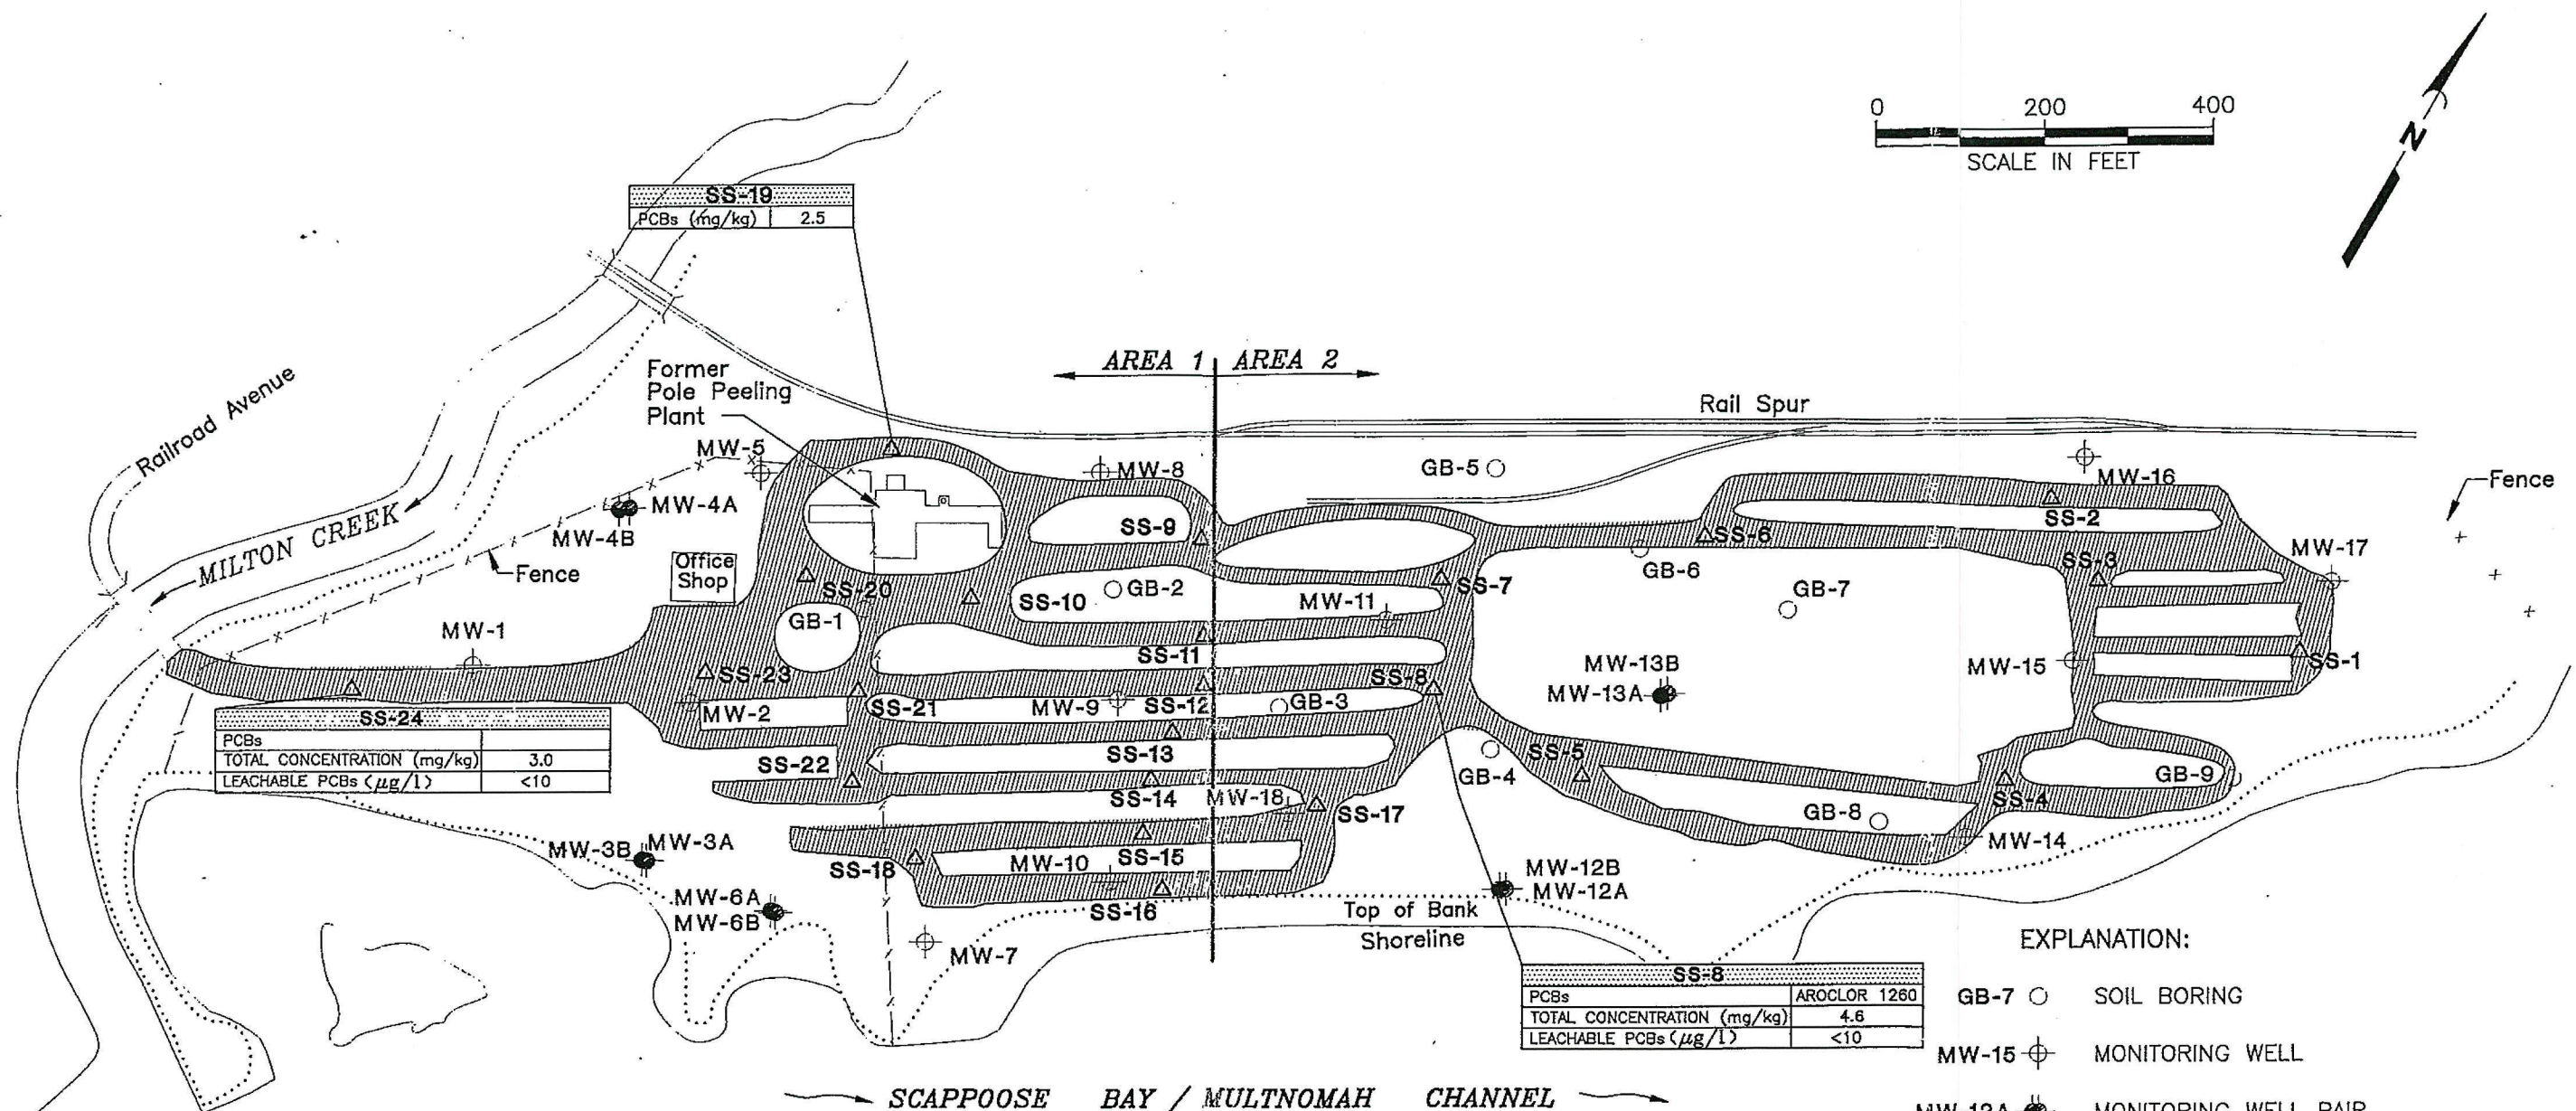 0 200 400
SCALE IN FEET
N
SS-19
PCBs (mg/kg) 2.5
AREA 1 AREA 2
Former
Pole Peeling
Plant
Rail Spur
Railroad Avenue
MILTON CREEK
MW-5
MW-8
GB-5
MW-16
Fence
MW-4A
MW-4B
Fence
Office
Shop
SS-9
SS-6
SS-2
SS-3
MW-17
GB-6
GB-7
SS-20
SS-10
GB-2
MW-11
SS-7
GB-1
MW-1
SS-11
MW-13B
MW-13A
MW-15
SS-1
SS-23
SS-8
MW-2
SS-21
MW-9
SS-12
GB-3
SS-24
PCBs
TOTAL CONCENTRATION (mg/kg) 3.0
LEACHABLE PCBs (µg/l) <10
SS-22
SS-13
GB-4
SS-5
GB-9
SS-14
MW-18
SS-17
GB-8
SS-4
MW-14
MW-3B
MW-3A
SS-18
MW-10
SS-15
MW-12B
MW-12A
MW-6A
MW-6B
SS-16
Top of Bank
Shoreline
MW-7
SS-8
PCBs AROCLOR 1260
TOTAL CONCENTRATION (mg/kg) 4.6
LEACHABLE PCBs (µg/l) <10
EXPLANATION:
GB-7 SOIL BORING
MW-15 MONITORING WELL
MW-12A MONITORING WELL PAIR
SCAPPOOSE BAY / MULTNOMAH CHANNEL